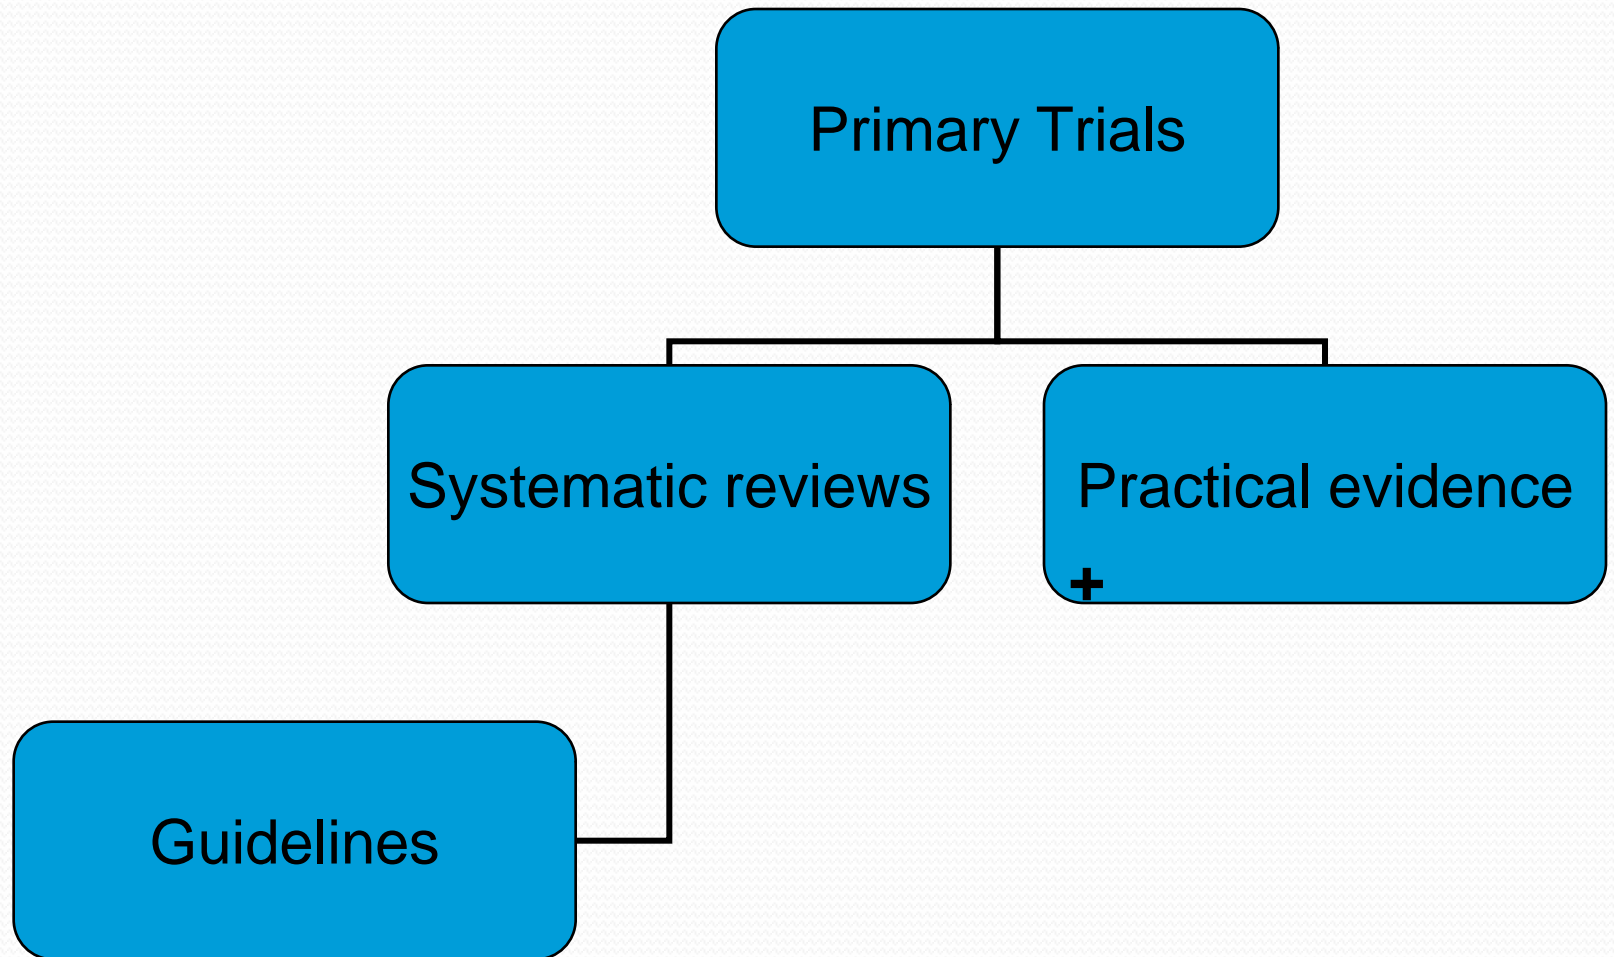 Primary Trials
Systematic reviews
Practical evidence
+
Guidelines